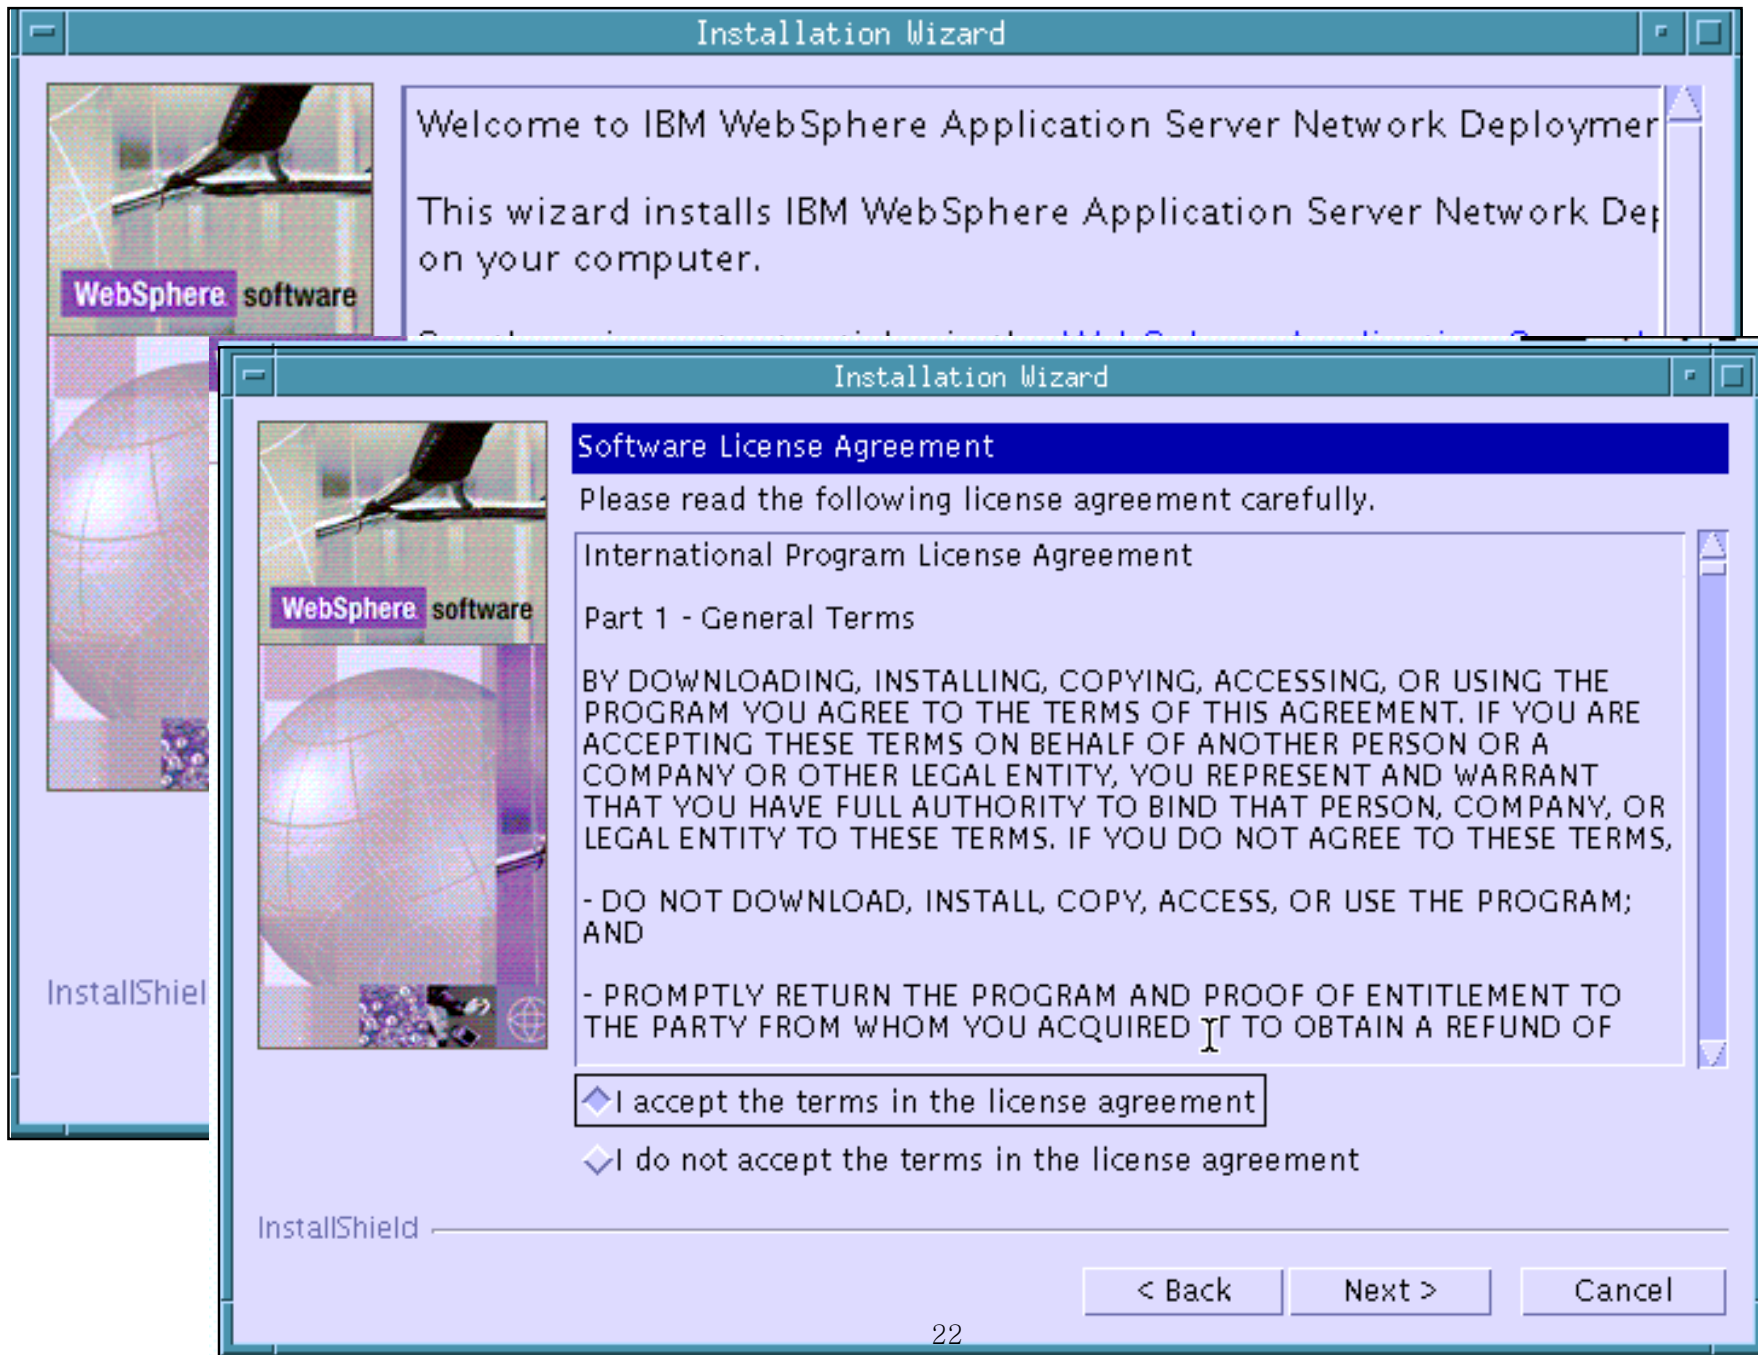 Installation Wizard
Welcome to IBM WebSphere Application Server Network Deploymer
This wizard installs IBM WebSphere Application Server Network Dep
on your computer.
WebSphere software
InstallShiel
Installation Wizard
WebSphere software
Software License Agreement
Please read the following license agreement carefully.
International Program License Agreement
Part 1 - General Terms
BY DOWNLOADING, INSTALLING, COPYING, ACCESSING, OR USING THE
PROGRAM YOU AGREE TO THE TERMS OF THIS AGREEMENT. IF YOU ARE
ACCEPTING THESE TERMS ON BEHALF OF ANOTHER PERSON OR A
COMPANY OR OTHER LEGAL ENTITY, YOU REPRESENT AND WARRANT
THAT YOU HAVE FULL AUTHORITY TO BIND THAT PERSON, COMPANY, OR
LEGAL ENTITY TO THESE TERMS. IF YOU DO NOT AGREE TO THESE TERMS,
- DO NOT DOWNLOAD, INSTALL, COPY, ACCESS, OR USE THE PROGRAM;
AND
- PROMPTLY RETURN THE PROGRAM AND PROOF OF ENTITLEMENT TO
THE PARTY FROM WHOM YOU ACQUIRED IT TO OBTAIN A REFUND OF
I accept the terms in the license agreement
I do not accept the terms in the license agreement
InstallShield
< Back
Next >
Cancel
22